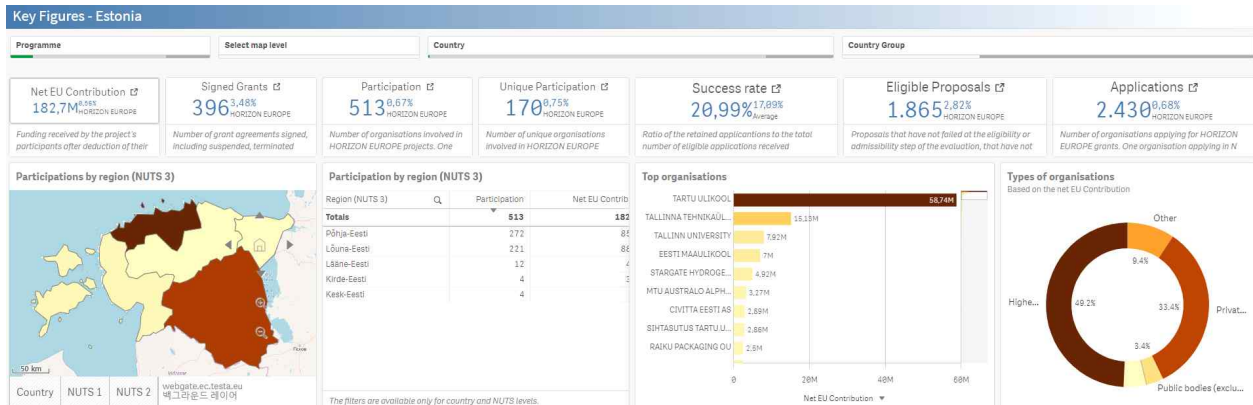 Key Figures - Estonia
Programme
Select map level
Country
Country Group
Net EU Contribution
182,7M 0,56% HORIZON EUROPE
Funding received by the project's
participants after deduction of their
Signed Grants
396 3,48% HORIZON EUROPE
Number of grant agreements signed,
including suspended, terminated
Participation
513 0,67% HORIZON EUROPE
Number of organisations involved in
HORIZON EUROPE projects. One
Unique Participation
170 0,75% HORIZON EUROPE
Number of unique organisations
involved in HORIZON EUROPE
Success rate
20,99% 17,09% Average
Ratio of the retained applicantions to the total
number of eligible applications received
Eligible Proposals
1.865 2,82% HORIZON EUROPE
Proposals that have not failed at the eligibility or
admissibility step of the evaluation, that have not
Applications
2.430 0,68% HORIZON EUROPE
Number of organisations applying for HORIZON
EUROPE grants. One organisation applying in N
Participations by region (NUTS 3)
50 km
Country NUTS 1 NUTS 2
webgate.ec.testa.eu
백그라운드 레이어
Participation by region (NUTS 3)
Region (NUTS 3) Participation Net EU Contrib
Totals 513 182
Põhja-Eesti 272 85
Lõuna-Eesti 221 88
Lääne-Eesti 12 4
Kirde-Eesti 4 3
Kesk-Eesti 4
The filters are available only for country and NUTS levels.
Top organisations
TARTU ULIKOOL 58,74M
TALLINNA TEHNIKAÜL... 15,13M
TALLINN UNIVERSITY 7,92M
EESTI MAAULIKOOL 7M
STARGATE HYDROGE... 4,92M
MTU AUSTRALO ALPH... 3,27M
CIVITTA EESTI AS 2,89M
SIHTASUTUS TARTU U... 2,86M
RAIKU PACKAGING OU 2,5M
0 20M 40M 60M
Net EU Contribution
Types of organisations
Based on the net EU Contribution
Other
9.4%
Highe...
49.2%
33.4%
Privat...
3.4%
Public bodies (exclu...